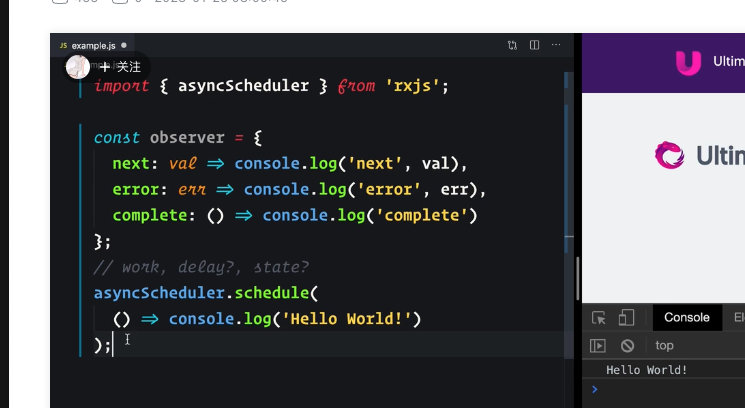 example.js
+ 关注
import { asyncScheduler } from 'rxjs';
const observer = {
next: val => console.log('next', val),
error: err => console.log('error', err),
complete: () => console.log('complete')
};
// work, delay?, state?
asyncScheduler.schedule(
() => console.log('Hello World!')
);
Ultim
Ultim
Console
El
top
Hello World!